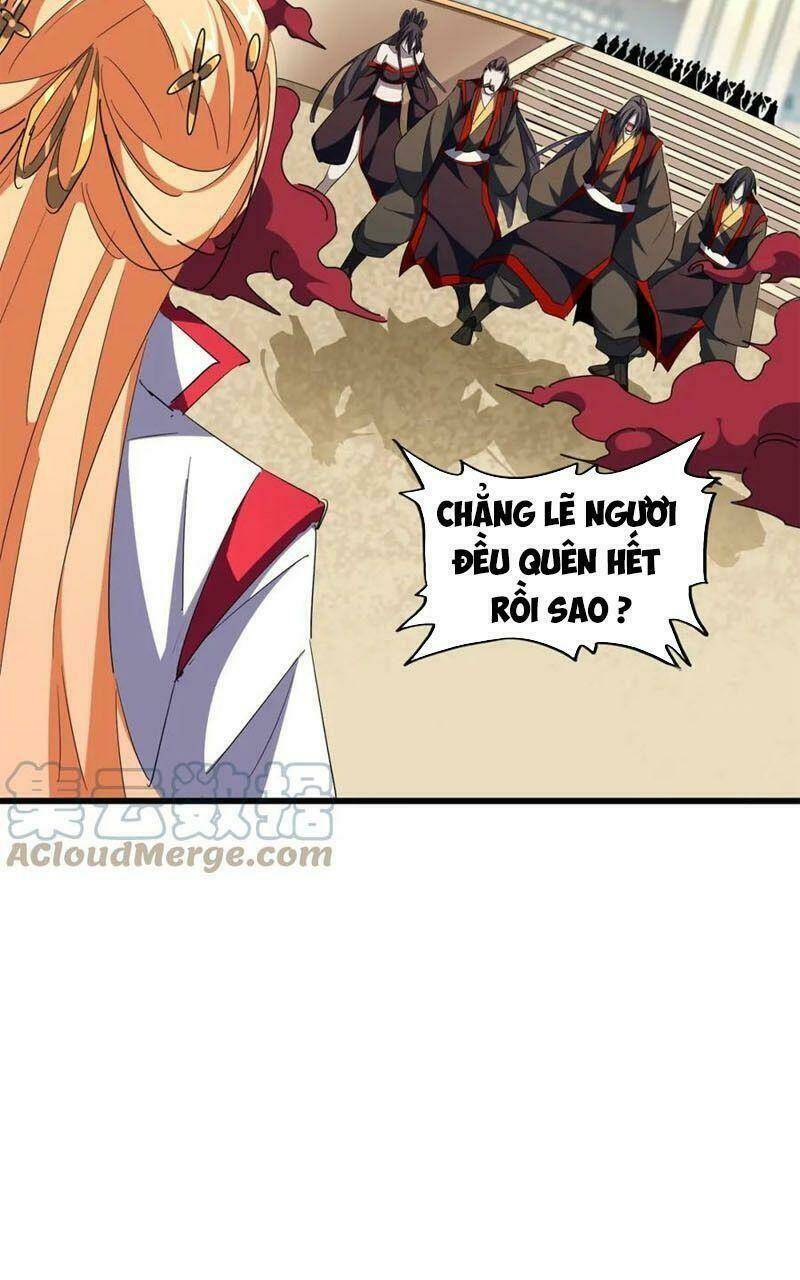 CHẲNG LẼ NGƯƠI
ĐỀU QUÊN HẾT
RỒI SAO ?
集云数据
ACloudMerge.com